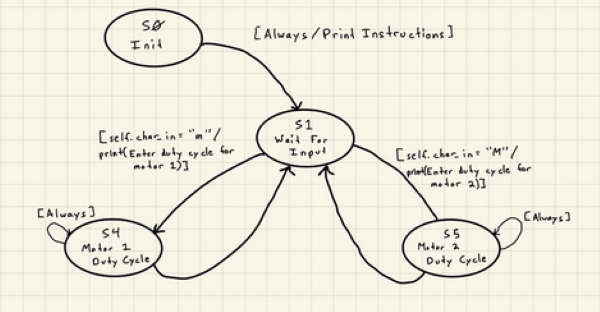 SØ
Init
[Always/Print Instructions]
S1
Wait For
Input
[self.char_in = "m"/
print(Enter duty cycle for
motor 1)]
[self.char_in = "M"/
print(Enter duty cycle for
motor 2)]
[Always]
S4
Motor 1
Duty Cycle
S5
Motor 2
Duty Cycle
[Always]